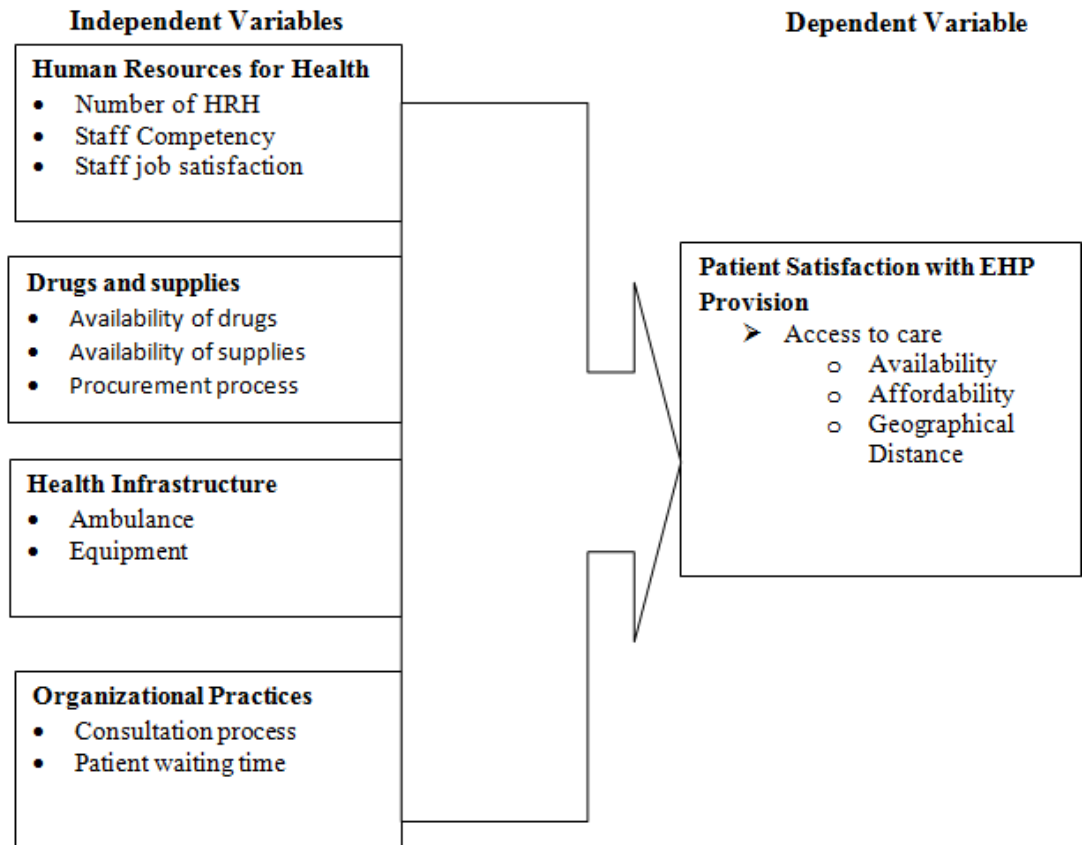 Independent Variables
Human Resources for Health
• Number of HRH
• Staff Competency
• Staff job satisfaction
Drugs and supplies
• Availability of drugs
• Availability of supplies
• Procurement process
Health Infrastructure
• Ambulance
• Equipment
Organizational Practices
• Consultation process
• Patient waiting time
Dependent Variable
Patient Satisfaction with EHP
Provision
➢ Access to care
o Availability
o Affordability
o Geographical
Distance